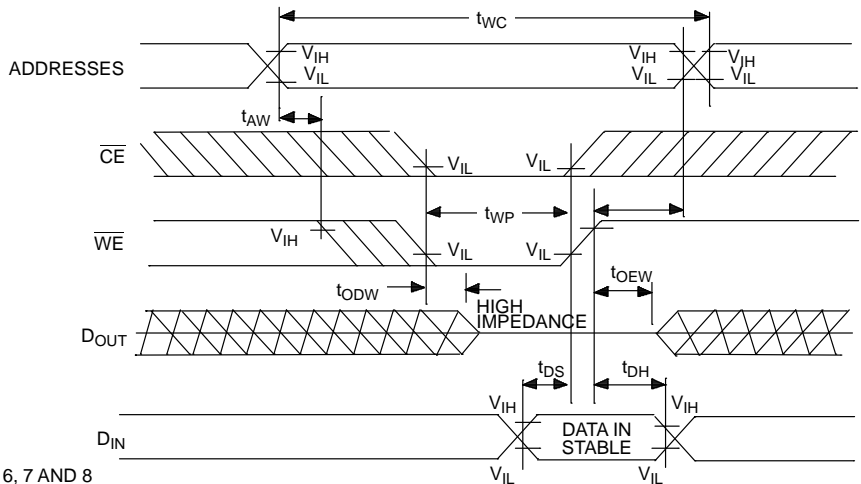 tWC
ADDRESSES
VIH
VIL
VIH
VIL
VIH
VIL
tAW
CE
VIL
VIL
tWP
WE
VIH
VIL
VIL
tODW
HIGH
IMPEDANCE
tOEW
DOUT
tDS
tDH
VIH
VIH
DIN
DATA IN
STABLE
VIL
VIL
6, 7 AND 8